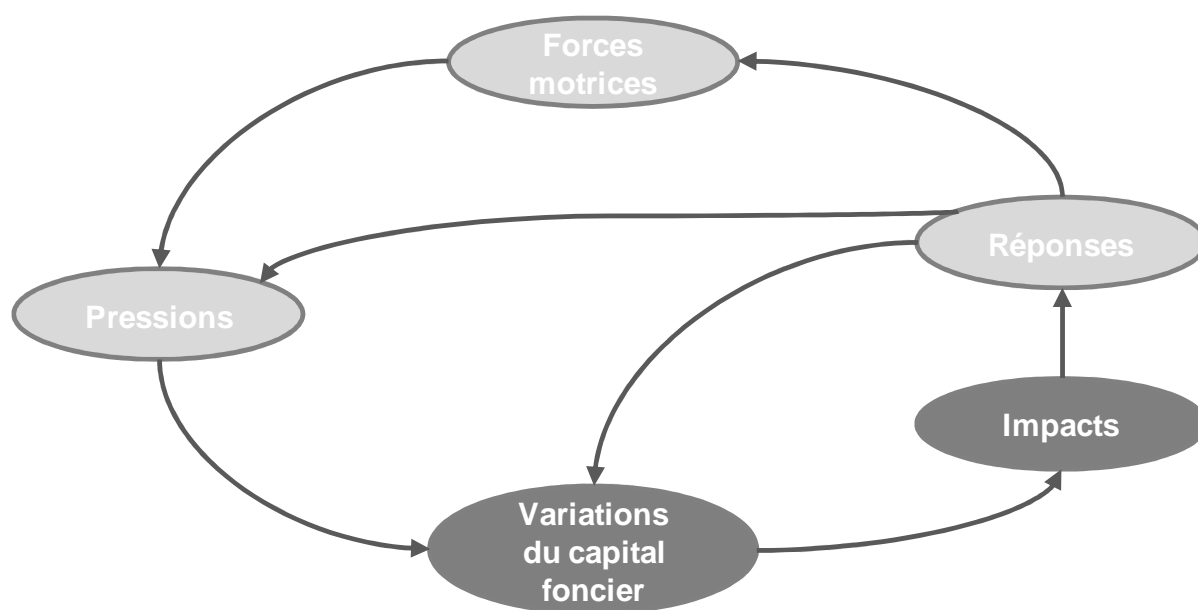 Forces
motrices
Réponses
Pressions
Impacts
Variations
du capital
foncier